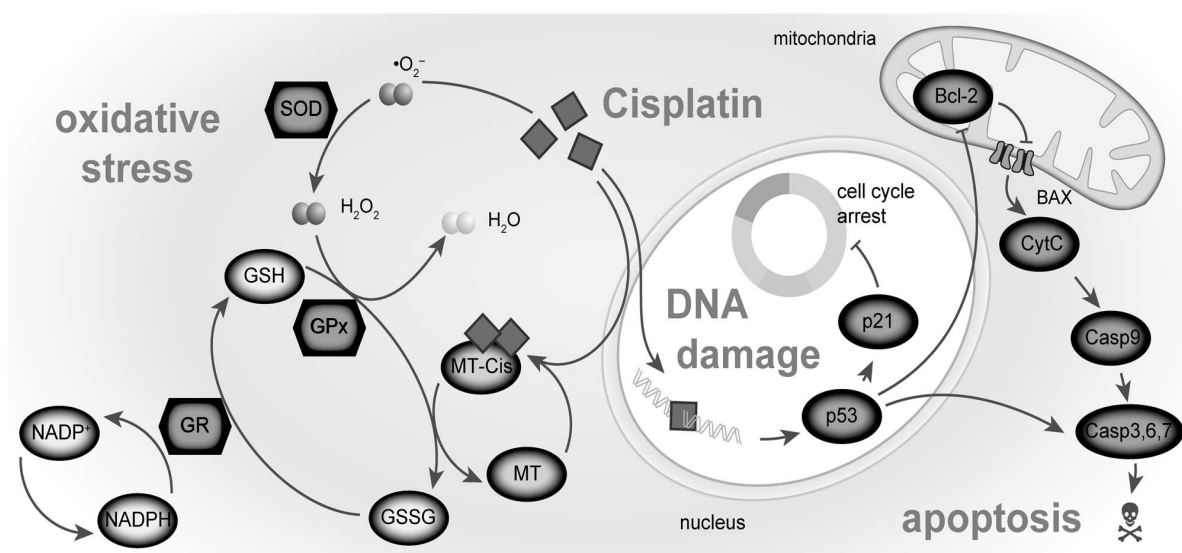 mitochondria
•O₂⁻
SOD
oxidative
stress
Cisplatin
Bcl-2
H₂O₂
H₂O
cell cycle
arrest
BAX
CytC
GSH
GPx
DNA
damage
p21
Casp9
MT-Cis
p53
Casp3,6,7
NADP⁺
GR
MT
NADPH
GSSG
nucleus
apoptosis